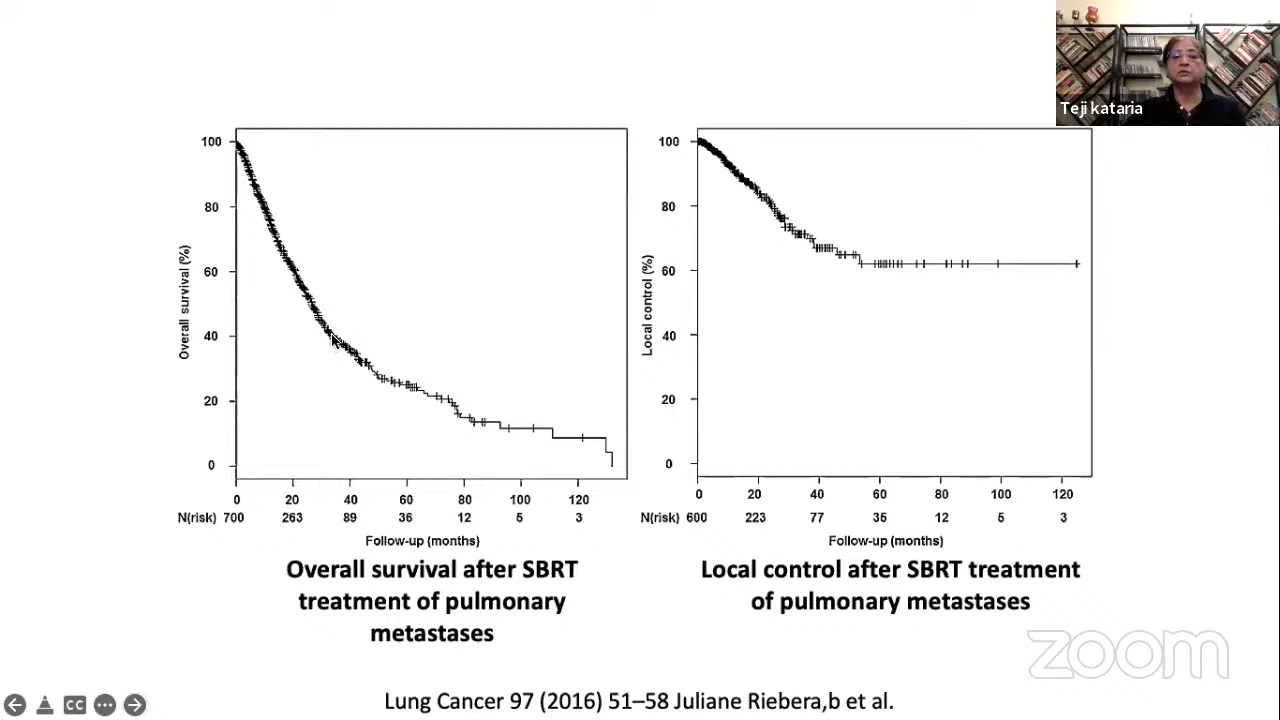 Teji kataria
100
80
60
40
20
0
Overall survival (%)
0 20 40 60 80 100 120
N(risk) 700 263 89 36 12 5 3
Follow-up (months)
Overall survival after SBRT
treatment of pulmonary
metastases
100
80
60
40
20
0
Local control (%)
0 20 40 60 80 100 120
N(risk) 600 223 77 35 12 5 3
Follow-up (months)
Local control after SBRT treatment
of pulmonary metastases
zoom
CC
Lung Cancer 97 (2016) 51–58 Juliane Riebera,b et al.